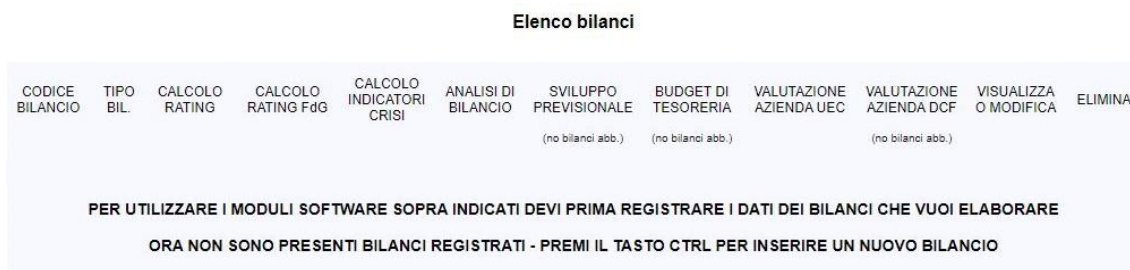 Elenco bilanci
CODICE BILANCIO
TIPO BIL.
CALCOLO RATING
CALCOLO RATING FdG
CALCOLO INDICATORI CRISI
ANALISI DI BILANCIO
SVILUPPO PREVISIONALE
(no bilanci abb.)
BUDGET DI TESORERIA
(no bilanci abb.)
VALUTAZIONE AZIENDA UEC
VALUTAZIONE AZIENDA DCF
(no bilanci abb.)
VISUALIZZA O MODIFICA
ELIMINA
PER UTILIZZARE I MODULI SOFTWARE SOPRA INDICATI DEVI PRIMA REGISTRARE I DATI DEI BILANCI CHE VUOI ELABORARE
ORA NON SONO PRESENTI BILANCI REGISTRATI - PREMI IL TASTO CTRL PER INSERIRE UN NUOVO BILANCIO